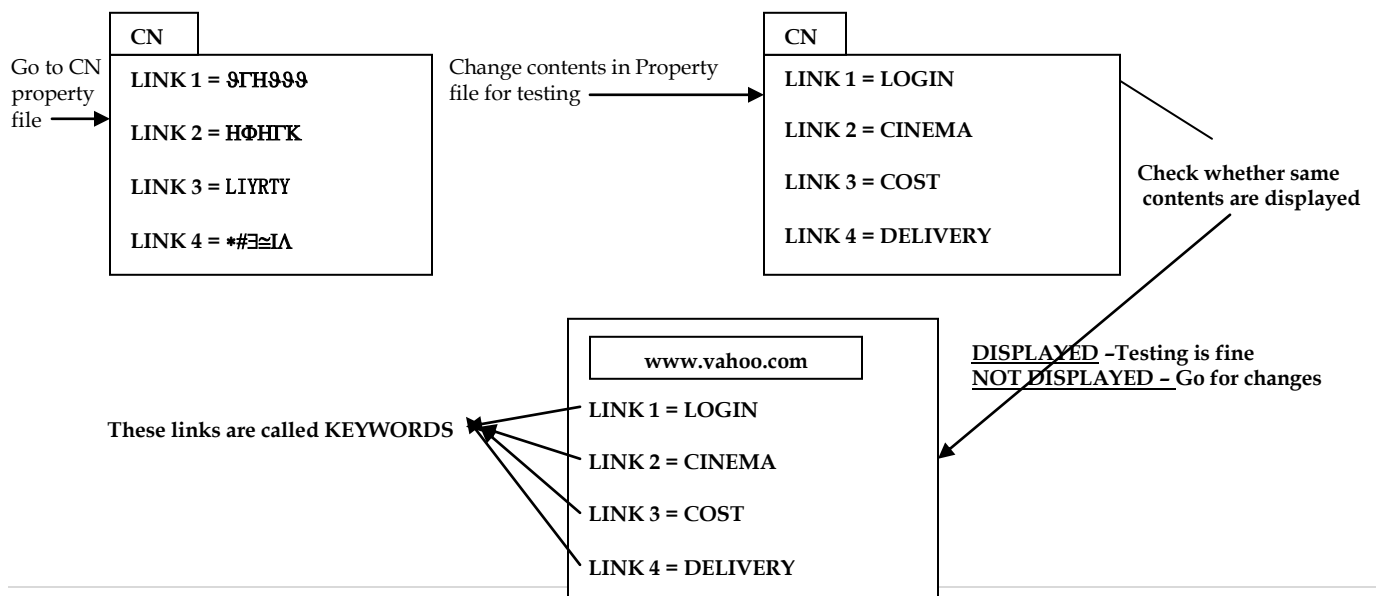 CN
Go to CN
property
file
LINK 1 = ϑΓΗϑϑϑ
LINK 2 = ΗΦΗΓΚ
LINK 3 = LIYRTY
LINK 4 = *#∃≅ΙΛ
Change contents in Property
file for testing
CN
LINK 1 = LOGIN
LINK 2 = CINEMA
LINK 3 = COST
LINK 4 = DELIVERY
Check whether same
contents are displayed
DISPLAYED –Testing is fine
NOT DISPLAYED – Go for changes
www.yahoo.com
LINK 1 = LOGIN
LINK 2 = CINEMA
LINK 3 = COST
LINK 4 = DELIVERY
These links are called KEYWORDS